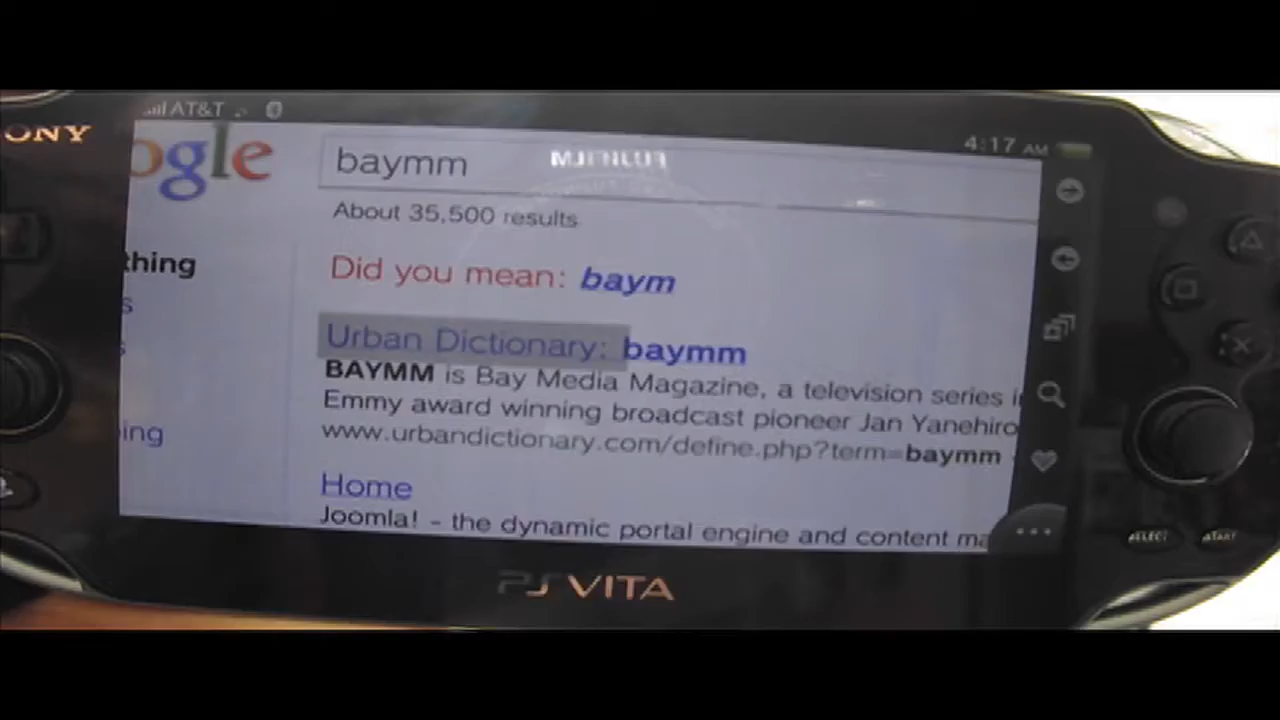 AT&T
ONY
4:17 AM
ogle
baymm
About 35,500 results
thing
s
Did you mean: baym
s
Urban Dictionary: baymm
BAYMM is Bay Media Magazine, a television series i
Emmy award winning broadcast pioneer Jan Yanehiro
ing
www.urbandictionary.com/define.php?term=baymm
Home
Joomla! - the dynamic portal engine and content ma
SELECT
START
PS VITA